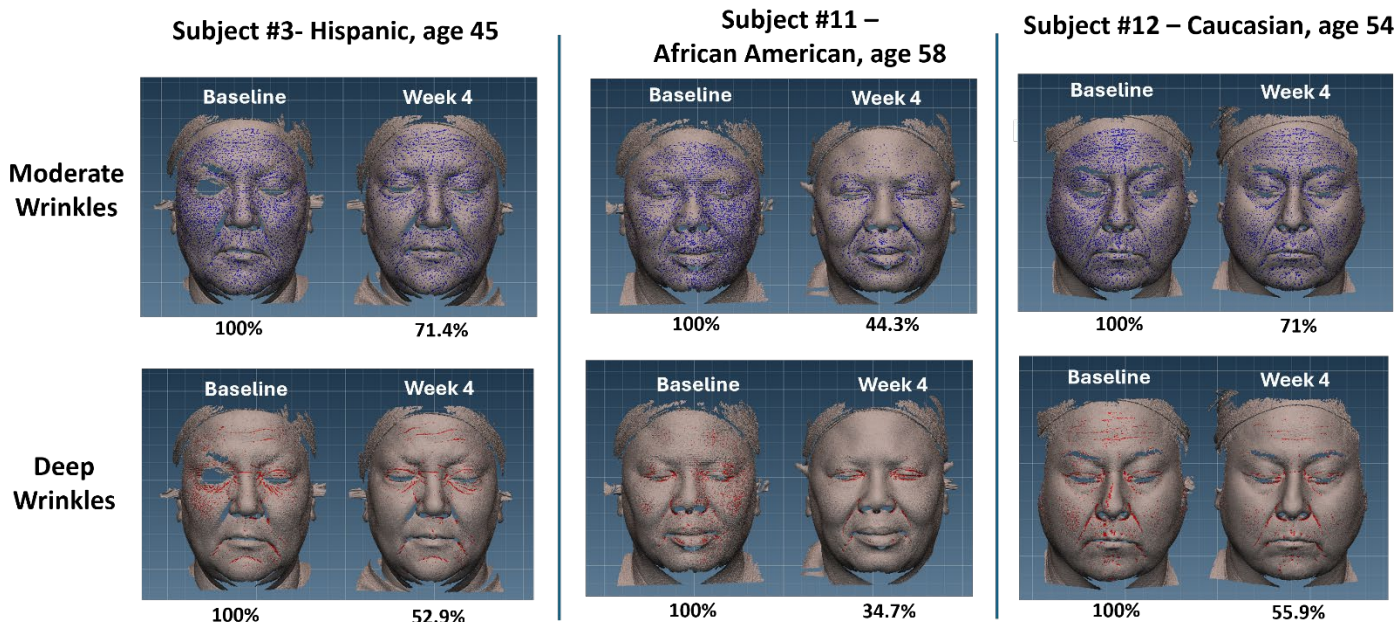 Subject #3- Hispanic, age 45
Subject #11 –
African American, age 58
Subject #12 – Caucasian, age 54
Moderate
Wrinkles
Baseline
Week 4
Baseline
Week 4
Baseline
Week 4
100%
71.4%
100%
44.3%
100%
71%
Deep
Wrinkles
Baseline
Week 4
Baseline
Week 4
Baseline
Week 4
100%
52.9%
100%
34.7%
100%
55.9%